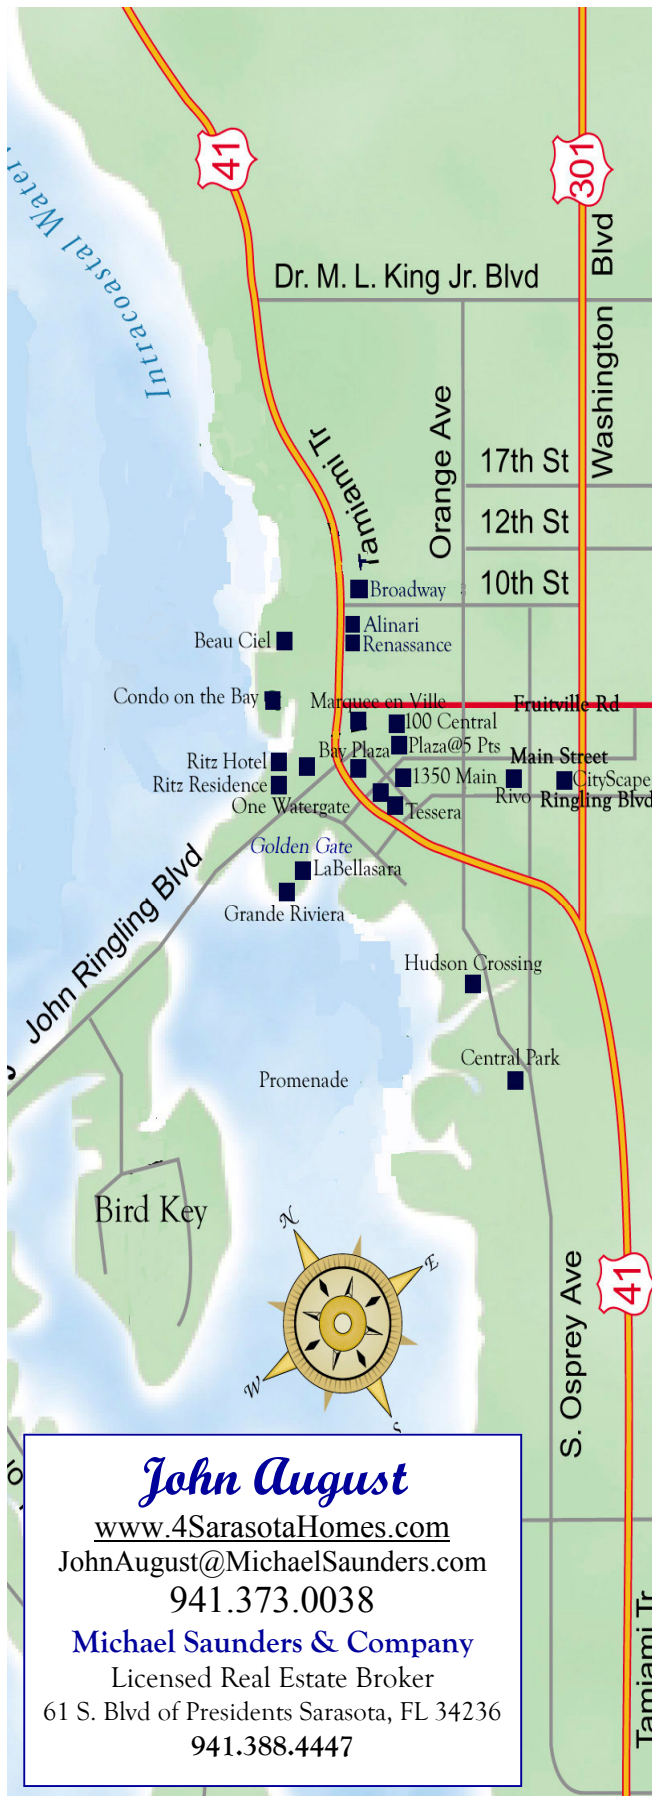 41
301
Intracoastal Water
Dr. M. L. King Jr. Blvd
Washington Blvd
Tamiami Tr
Orange Ave
17th St
12th St
10th St
Broadway
Alinari
Beau Ciel
Renassance
Condo on the Bay
Marquee en Ville
Fruitville Rd
100 Central
Plaza@5 Pts
Bay Plaza
Main Street
Ritz Hotel
1350 Main
CityScape
Ritz Residence
Rivo
Ringling Blvd
One Watergate
Tessera
Golden Gate
LaBellasara
Grande Riviera
John Ringling Blvd
Hudson Crossing
Central Park
Promenade
Bird Key
N
E
W
S
41
S. Osprey Ave
Tamiami Tr
John August
www.4SarasotaHomes.com
JohnAugust@MichaelSaunders.com
941.373.0038
Michael Saunders & Company
Licensed Real Estate Broker
61 S. Blvd of Presidents Sarasota, FL 34236
941.388.4447